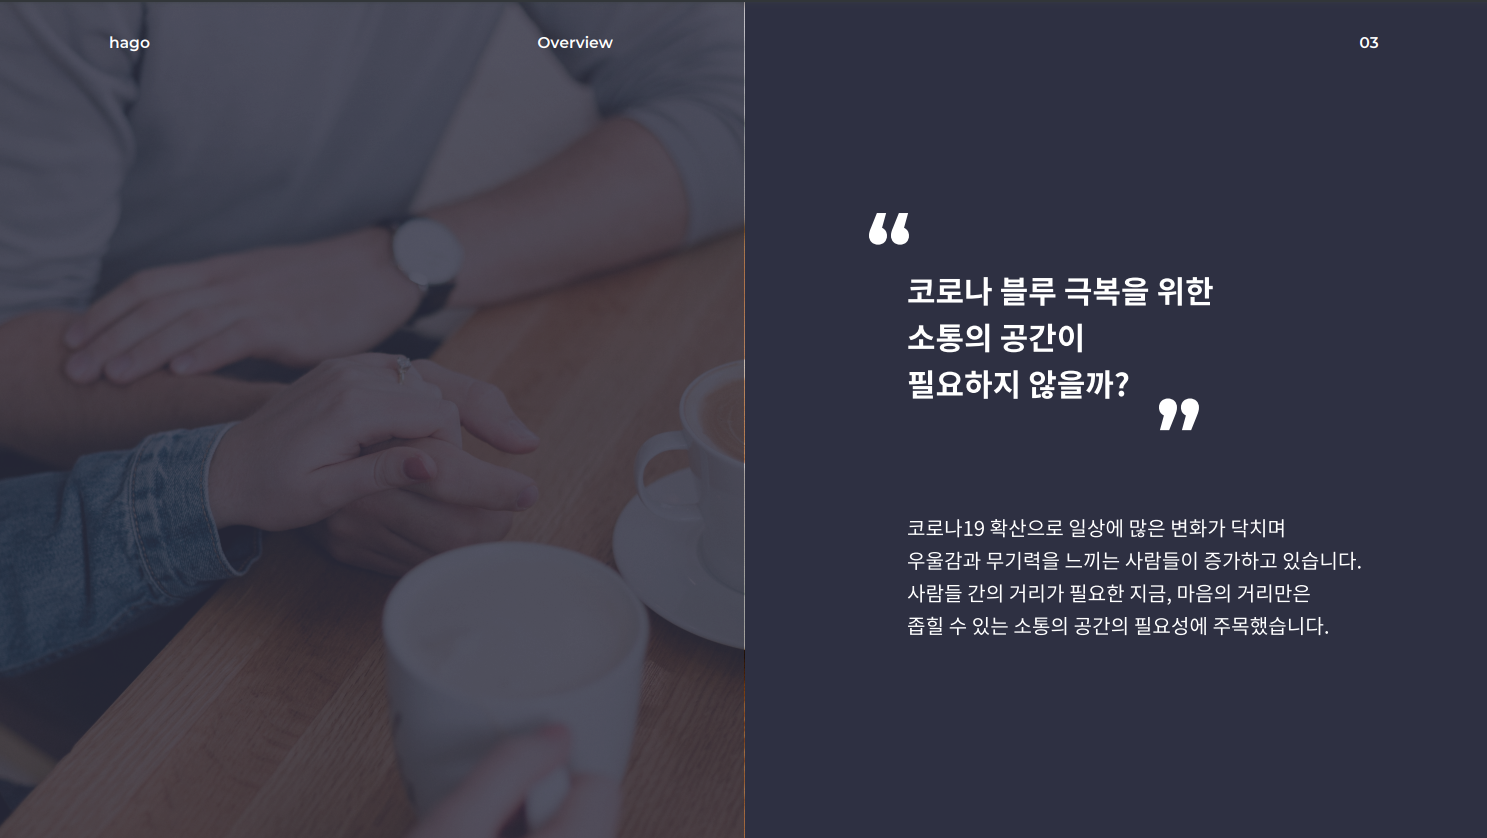 hago
Overview
03
“
코로나 블루 극복을 위한
소통의 공간이
필요하지 않을까?
”
코로나19 확산으로 일상에 많은 변화가 닥치며
우울감과 무기력을 느끼는 사람들이 증가하고 있습니다.
사람들 간의 거리가 필요한 지금, 마음의 거리만은
좁힐 수 있는 소통의 공간의 필요성에 주목했습니다.